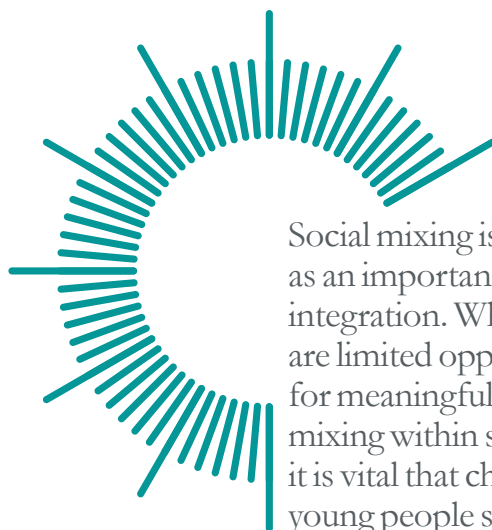 Social mixing is
as an importan
integration. Wh
are limited opp
for meaningful
mixing within s
it is vital that ch
young people s